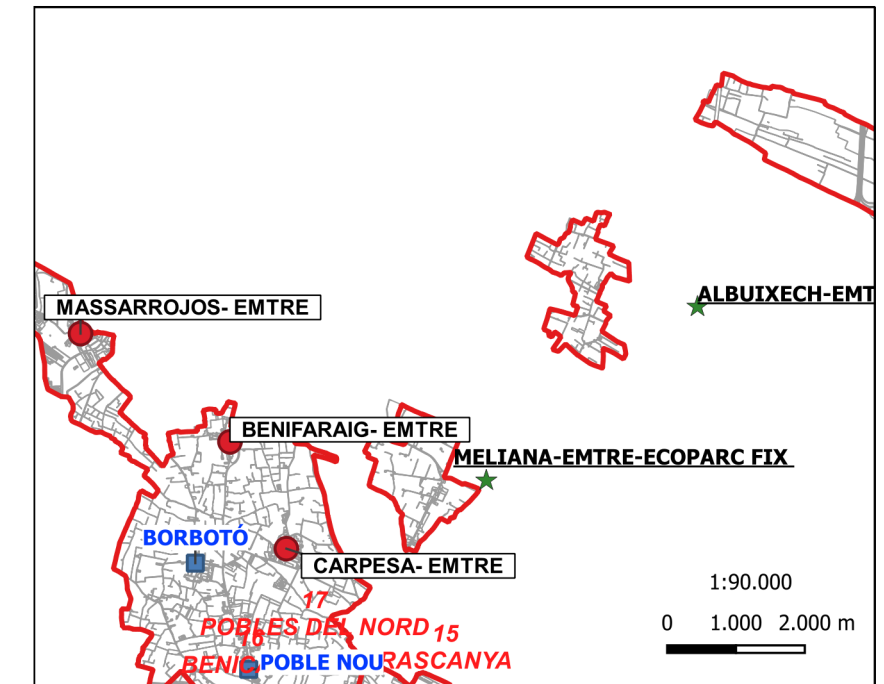 ALBUIXECH-EMT
MASSARROJOS- EMTRE
BENIFARAIG- EMTRE
MELIANA-EMTRE-ECOPARC FIX
BORBOTÓ
CARPESA- EMTRE
1:90.000
17
0 1.000 2.000 m
POBLES DEL NORD
15
16
POBLE NOU
RASCANYA